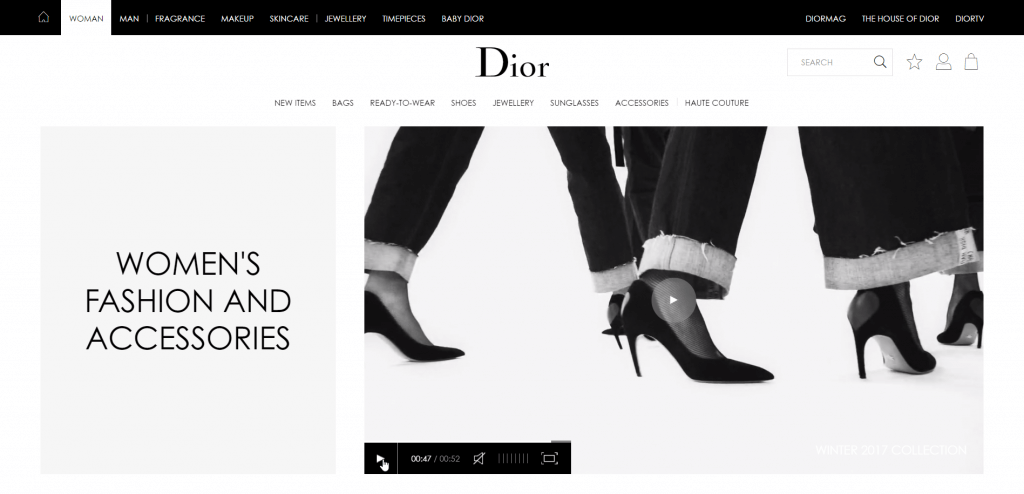 WOMAN MAN FRAGRANCE MAKEUP SKINCARE JEWELLERY TIMEPIECES BABY DIOR DIORMAG THE HOUSE OF DIOR DIORTV
Dior
SEARCH
NEW ITEMS BAGS READY-TO-WEAR SHOES JEWELLERY SUNGLASSES ACCESSORIES HAUTE COUTURE
WOMEN'S
FASHION AND
ACCESSORIES
00:47 / 00:52
WINTER 2017 COLLECTION